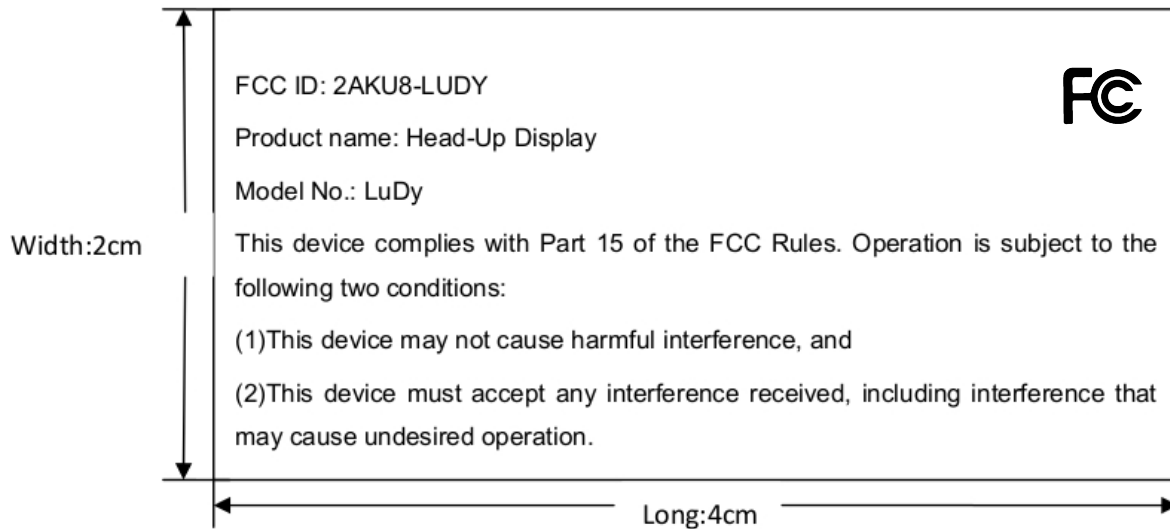 FCC ID: 2AKU8-LUDY
FC
Product name: Head-Up Display
Model No.: LuDy
Width:2cm
This device complies with Part 15 of the FCC Rules. Operation is subject to the
following two conditions:
(1)This device may not cause harmful interference, and
(2)This device must accept any interference received, including interference that
may cause undesired operation.
Long:4cm